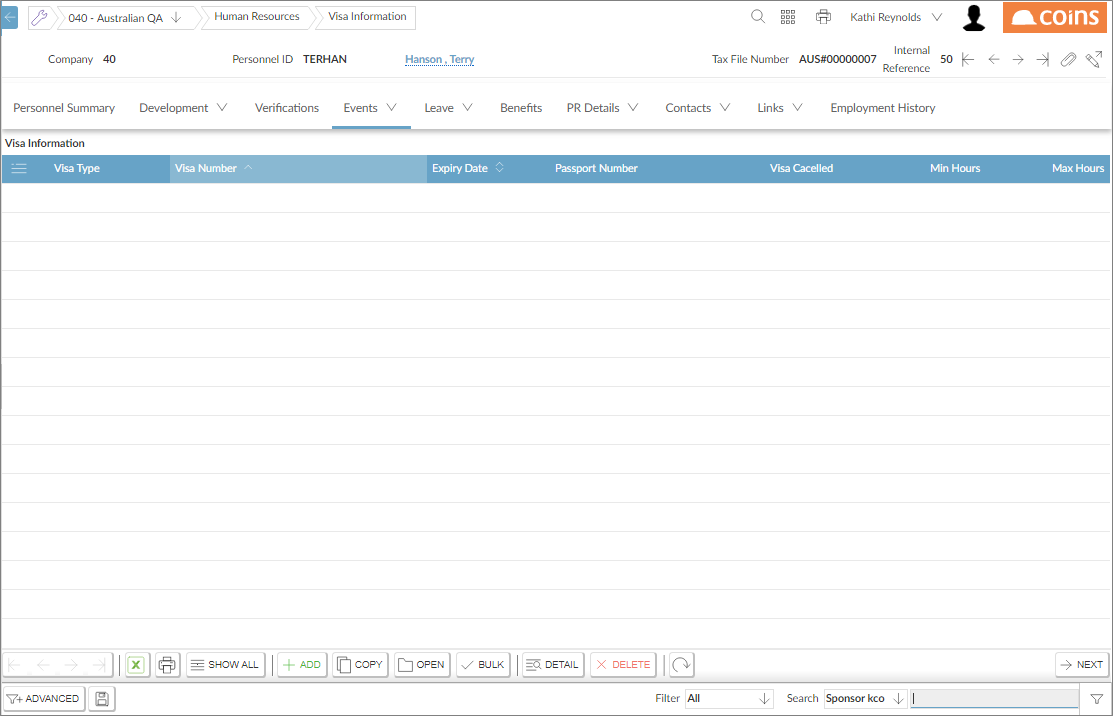 040 - Australian QA
Human Resources
Visa Information
Kathi Reynolds
coins
Company 40
Personnel ID TERHAN
Hanson , Terry
Tax File Number AUS#00000007
Internal
Reference
50
Personnel Summary
Development
Verifications
Events
Leave
Benefits
PR Details
Contacts
Links
Employment History
Visa Information
Visa Type
Visa Number
Expiry Date
Passport Number
Visa Cacelled
Min Hours
Max Hours
X
SHOW ALL
ADD
COPY
OPEN
BULK
DETAIL
DELETE
NEXT
ADVANCED
Filter All
Search Sponsor kco